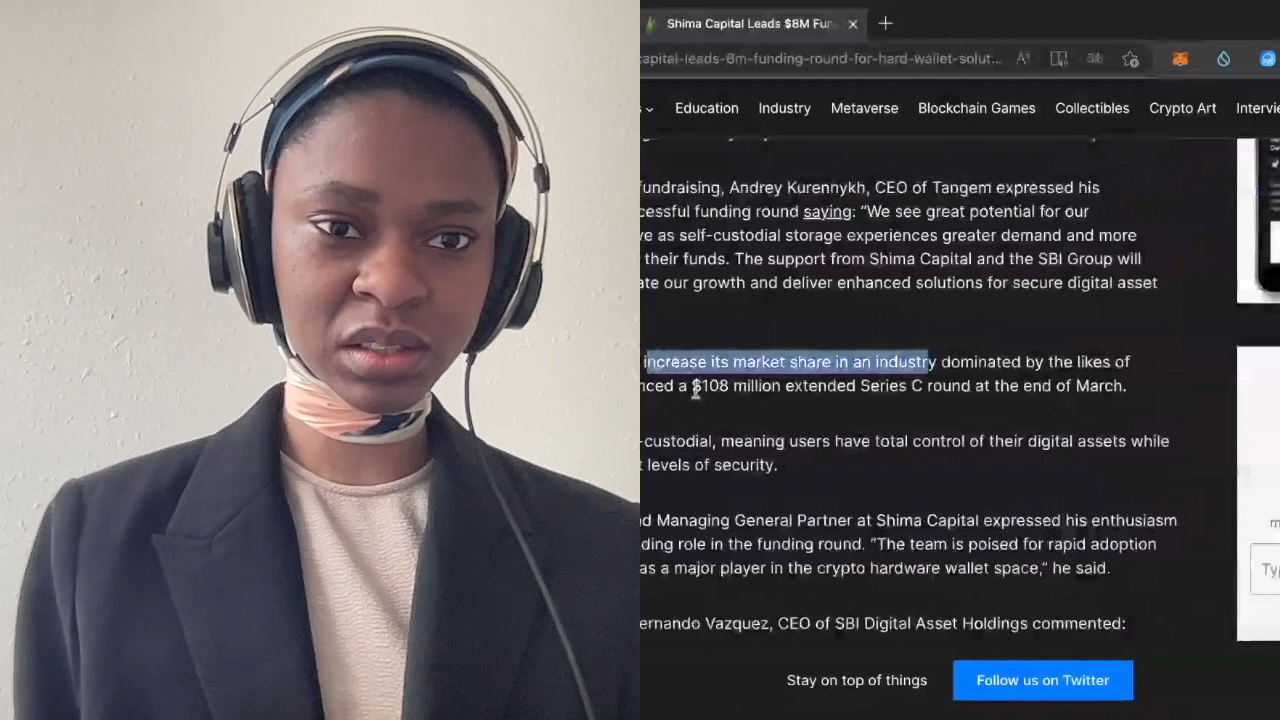 Shima Capital Leads $8M Fun
capital-leads-8m-funding-round-for-hard-wallet-solut...
Education Industry Metaverse Blockchain Games Collectibles Crypto Art Intervie
fundraising, Andrey Kurennykh, CEO of Tangem expressed his
cessful funding round saying: “We see great potential for our
ve as self-custodial storage experiences greater demand and more
their funds. The support from Shima Capital and the SBI Group will
ate our growth and deliver enhanced solutions for secure digital asset
increase its market share in an industry dominated by the likes of
nced a $108 million extended Series C round at the end of March.
-custodial, meaning users have total control of their digital assets while
t levels of security.
nd Managing General Partner at Shima Capital expressed his enthusiasm
ding role in the funding round. “The team is poised for rapid adoption
as a major player in the crypto hardware wallet space,” he said.
ernando Vazquez, CEO of SBI Digital Asset Holdings commented:
Stay on top of things Follow us on Twitter
Typ